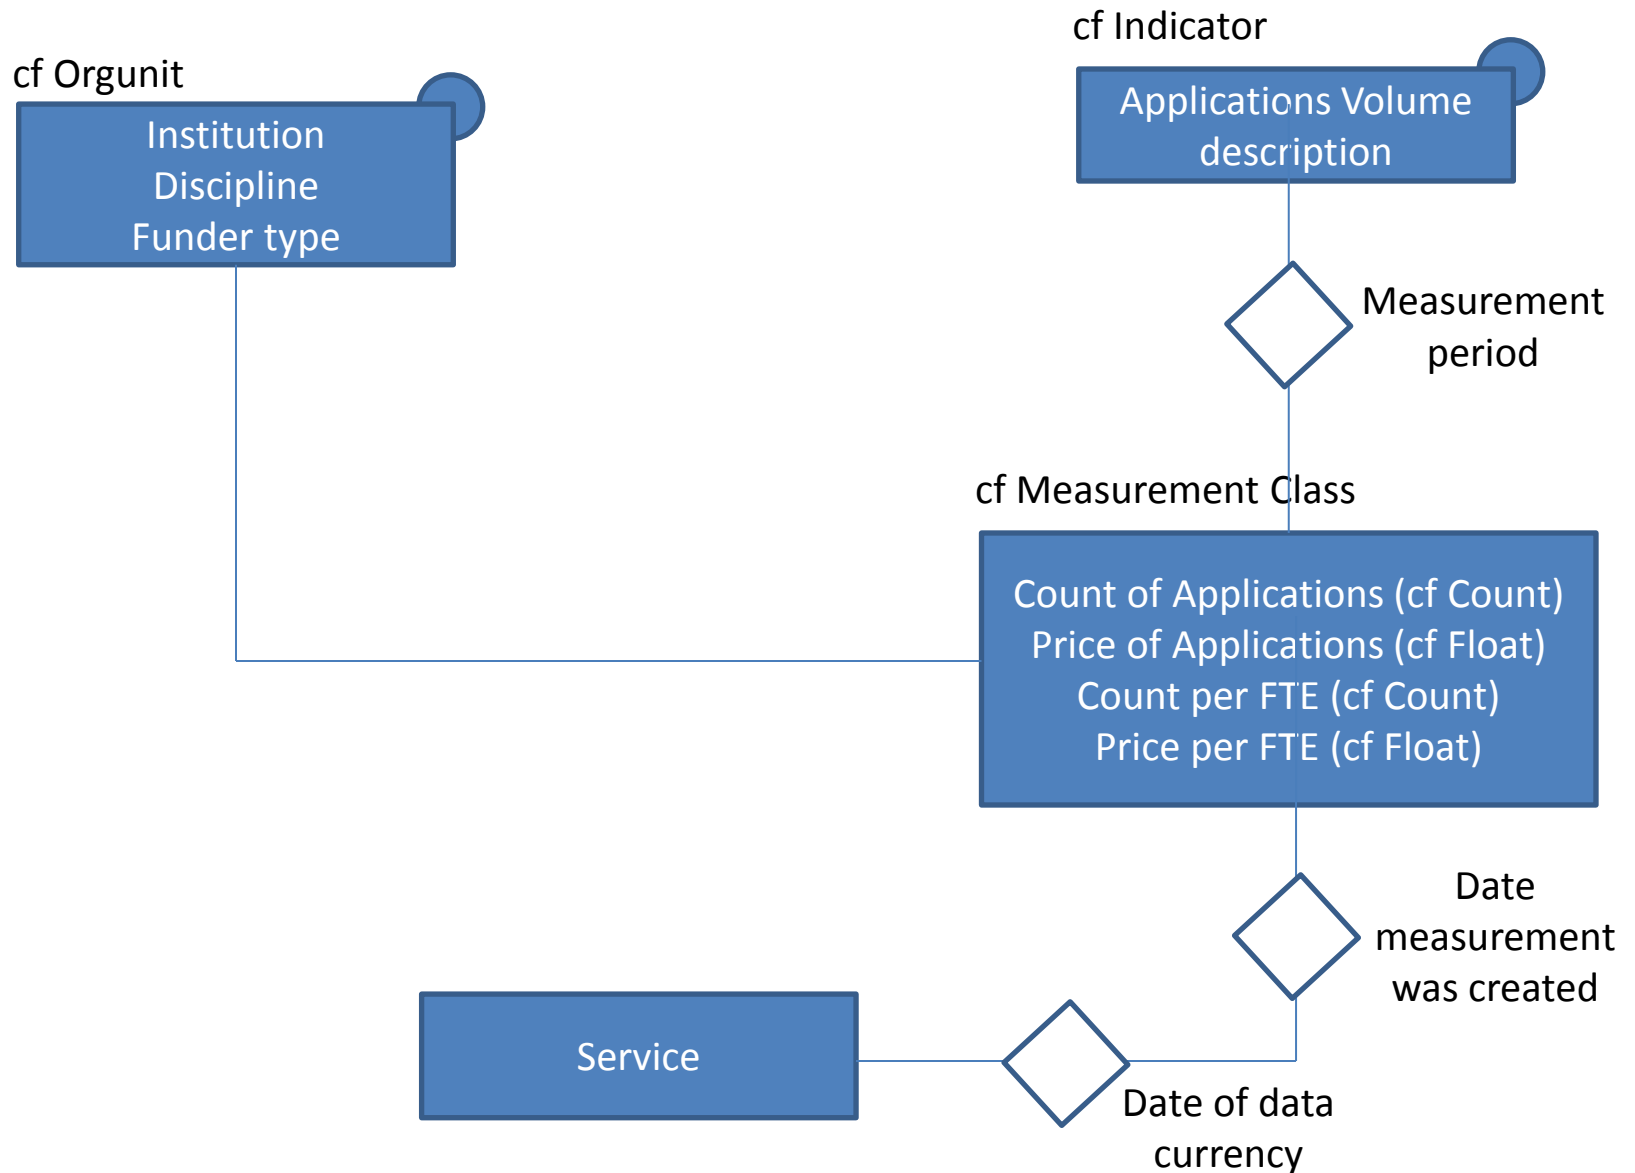 cf Indicator
cf Orgunit
Applications Volume
description
Institution
Discipline
Funder type
Measurement
period
cf Measurement Class
Count of Applications (cf Count)
Price of Applications (cf Float)
Count per FTE (cf Count)
Price per FTE (cf Float)
Date
measurement
was created
Service
Date of data
currency